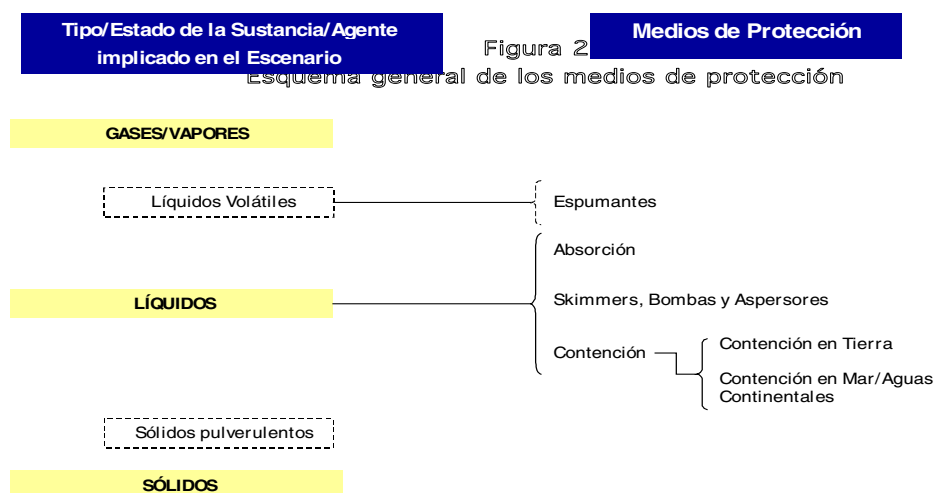 Tipo/Estado de la Sustancia/Agente
implicado en el Escenario
Medios de Protección
Figura 2
Esquema general de los medios de protección
GASES/VAPORES
Líquidos Volátiles
Espumantes
Absorción
LÍQUIDOS
Skimmers, Bombas y Aspersores
Contención
Contención en Tierra
Contención en Mar/Aguas
Continentales
Sólidos pulverulentos
SÓLIDOS